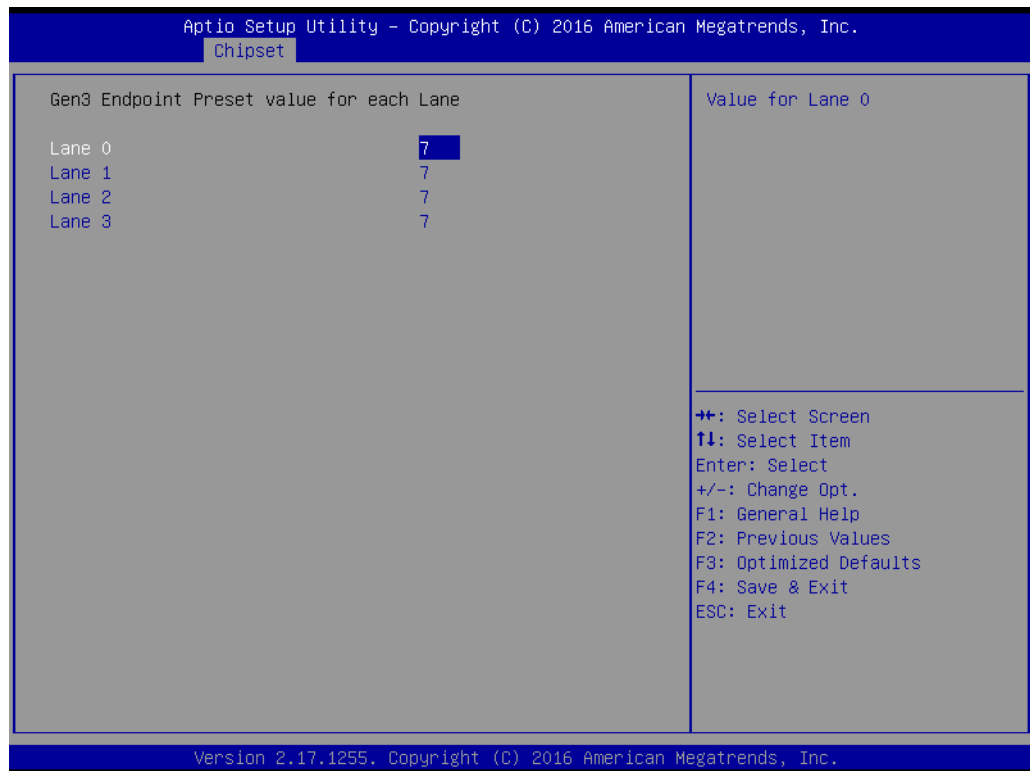 Aptio Setup Utility – Copyright (C) 2016 American Megatrends, Inc.
Chipset
Gen3 Endpoint Preset value for each Lane
Lane 0 7
Lane 1 7
Lane 2 7
Lane 3 7
Value for Lane 0
→←: Select Screen
↑↓: Select Item
Enter: Select
+/-: Change Opt.
F1: General Help
F2: Previous Values
F3: Optimized Defaults
F4: Save & Exit
ESC: Exit
Version 2.17.1255. Copyright (C) 2016 American Megatrends, Inc.